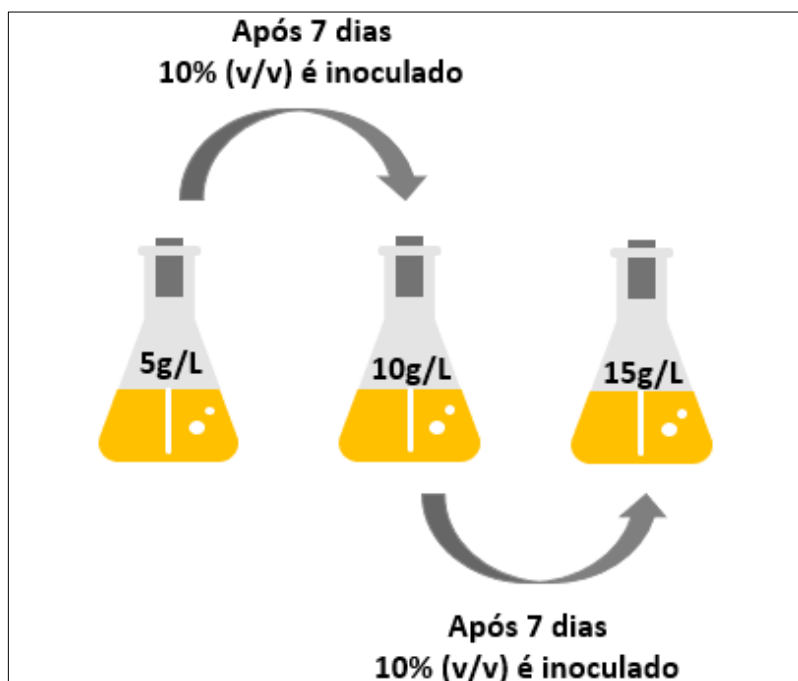 Após 7 dias
10% (v/v) é inoculado
5g/L
10g/L
15g/L
Após 7 dias
10% (v/v) é inoculado